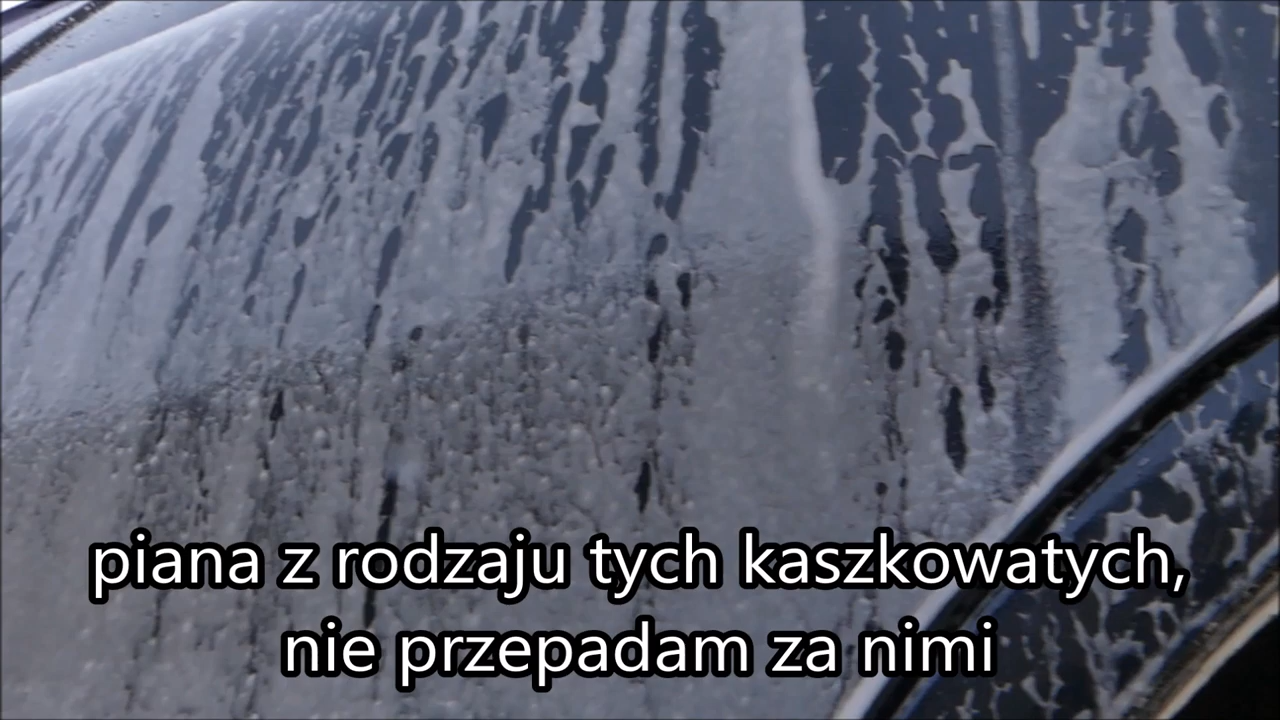 piana z rodzaju tych kaszkowatych,
nie przepadam za nimi